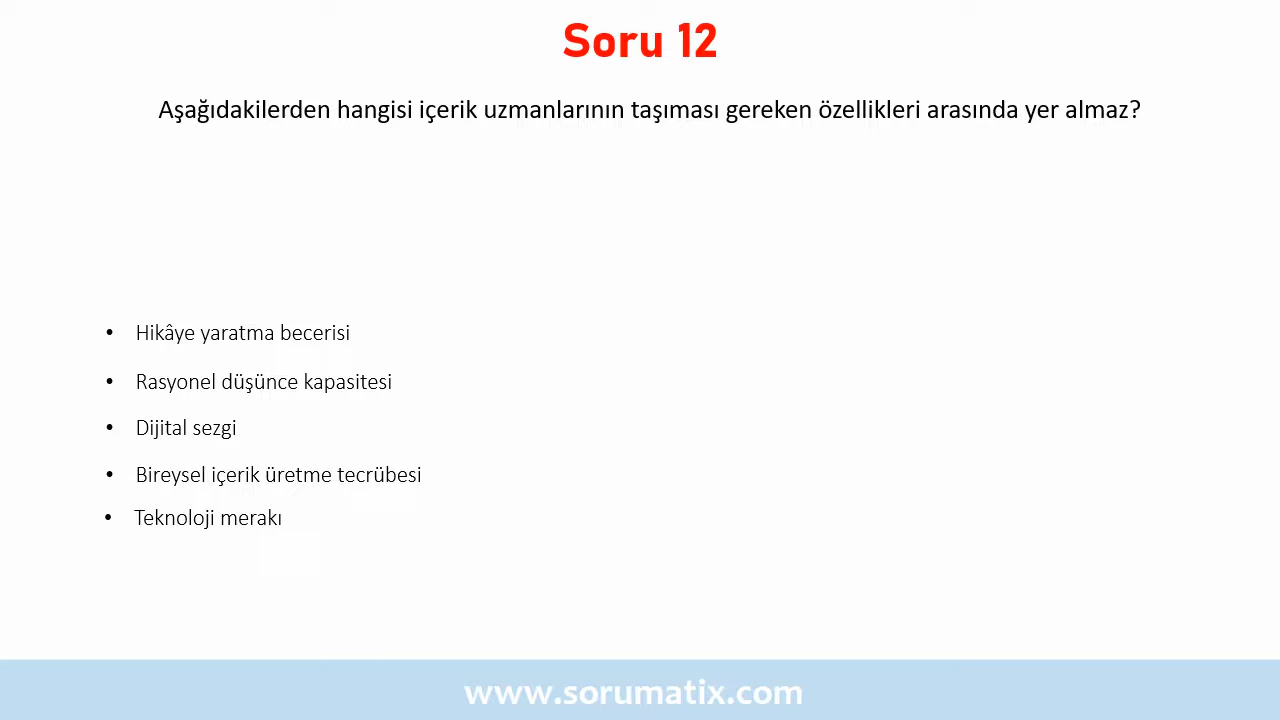 Soru 12
Aşağıdakilerden hangisi içerik uzmanlarının taşıması gereken özellikleri arasında yer almaz?
• Hikâye yaratma becerisi
• Rasyonel düşünce kapasitesi
• Dijital sezgi
• Bireysel içerik üretme tecrübesi
• Teknoloji merakı
www.sorumatix.com